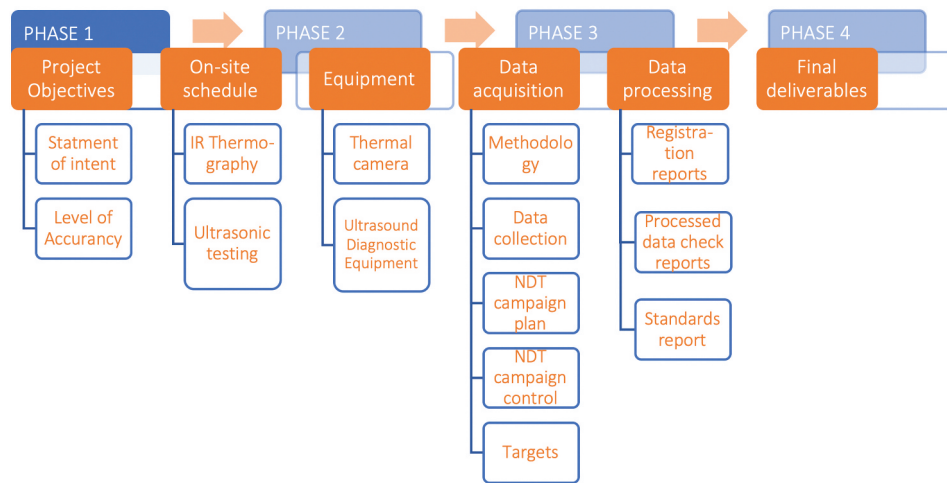 PHASE 1
PHASE 2
PHASE 3
PHASE 4
Project
Objectives
On-site
schedule
Equipment
Data
acquisition
Data
processing
Final
deliverables
Statment
of intent
Level of
Accurancy
IR Thermo-
graphy
Ultrasonic
testing
Thermal
camera
Ultrasound
Diagnostic
Equipment
Methodolo
gy
Data
collection
NDT
campaign
plan
NDT
campaign
control
Targets
Registra-
tion
reports
Processed
data check
reports
Standards
report